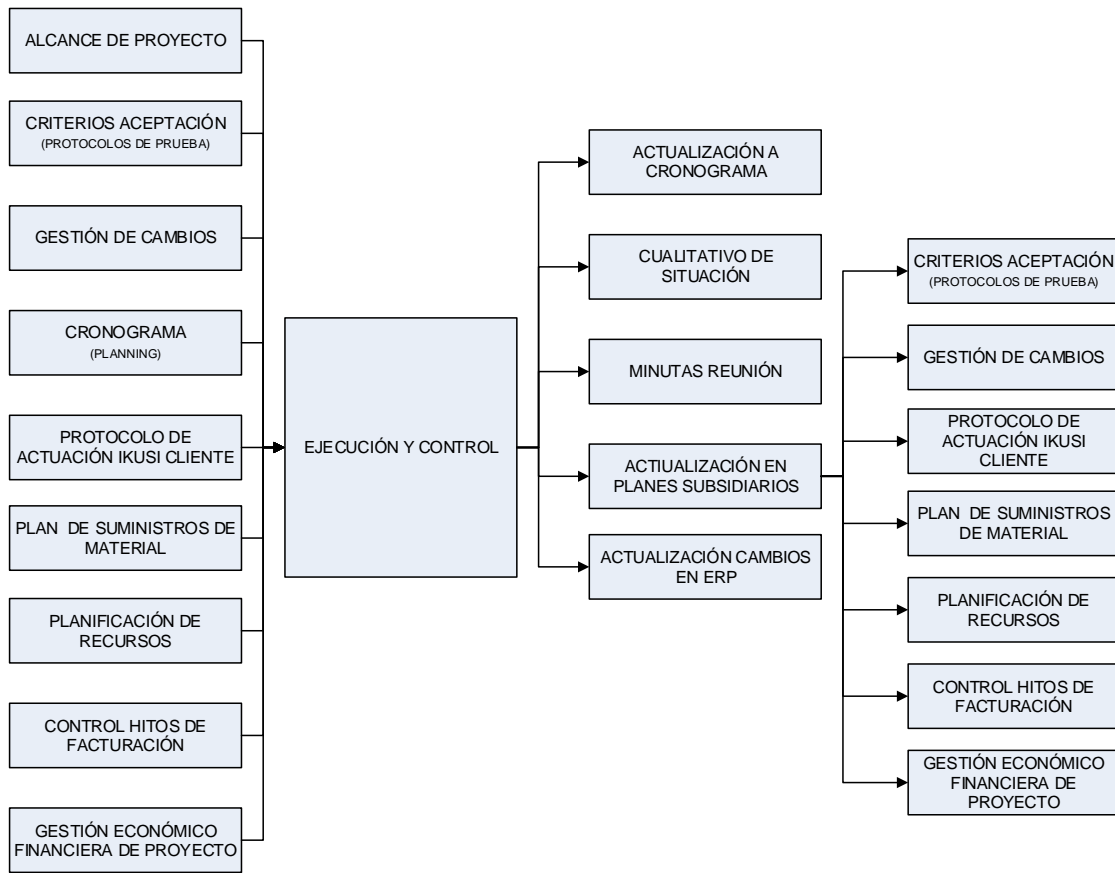 ALCANCE DE PROYECTO
CRITERIOS ACEPTACIÓN
(PROTOCOLOS DE PRUEBA)
GESTIÓN DE CAMBIOS
CRONOGRAMA
(PLANNING)
PROTOCOLO DE
ACTUACIÓN IKUSI CLIENTE
PLAN DE SUMINISTROS DE
MATERIAL
PLANIFICACIÓN DE
RECURSOS
CONTROL HITOS DE
FACTURACIÓN
GESTIÓN ECONÓMICO
FINANCIERA DE PROYECTO
EJECUCIÓN Y CONTROL
ACTUALIZACIÓN A
CRONOGRAMA
CUALITATIVO DE
SITUACIÓN
MINUTAS REUNIÓN
ACTIUALIZACIÓN EN
PLANES SUBSIDIARIOS
ACTUALIZACIÓN CAMBIOS
EN ERP
CRITERIOS ACEPTACIÓN
(PROTOCOLOS DE PRUEBA)
GESTIÓN DE CAMBIOS
PROTOCOLO DE
ACTUACIÓN IKUSI
CLIENTE
PLAN DE SUMINISTROS
DE MATERIAL
PLANIFICACIÓN DE
RECURSOS
CONTROL HITOS DE
FACTURACIÓN
GESTIÓN ECONÓMICO
FINANCIERA DE
PROYECTO